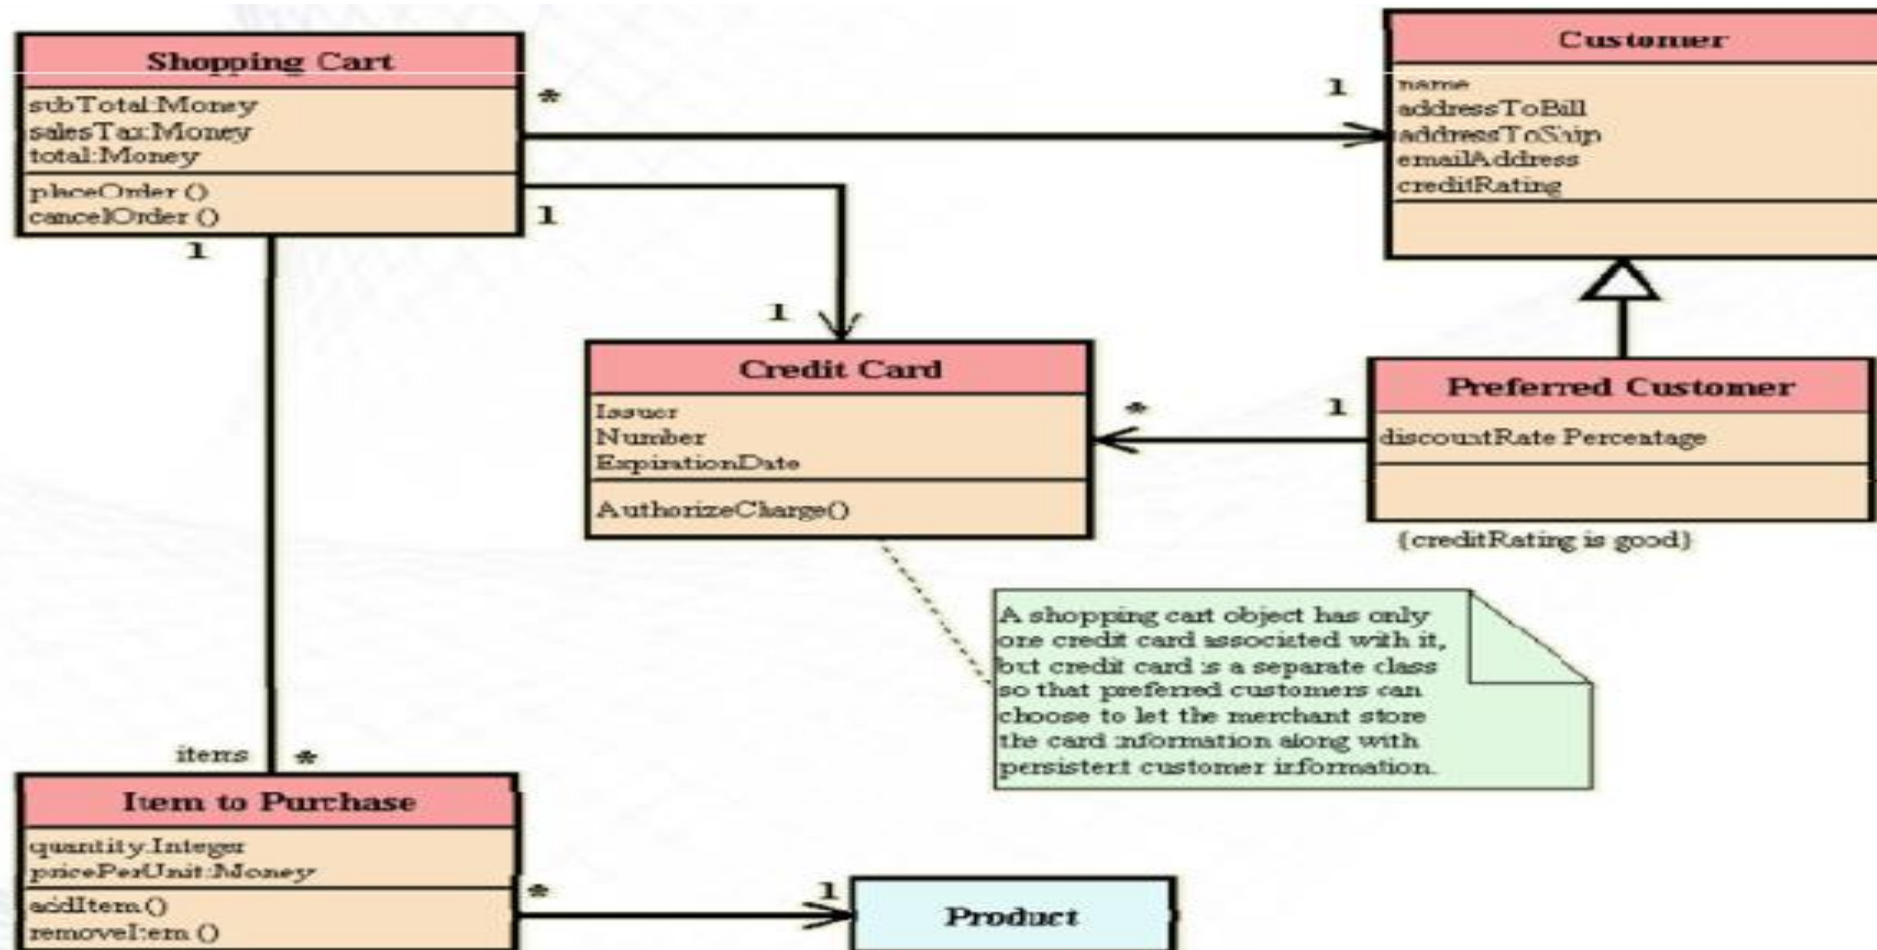 Shopping Cart
subTotal:Money
salesTax:Money
total:Money
placeOrder ()
cancelOrder ()
*
1
Customer
name
addressToBill
addressToShip
emailAddress
creditRating
1
1
1
Credit Card
Issuer
Number
ExpirationDate
AuthorizeCharge()
*
1
Preferred Customer
discountRate Percentage
{creditRating is good}
A shopping cart object has only
one credit card associated with it,
but credit card is a separate class
so that preferred customers can
choose to let the merchant store
the card information along with
persistent customer information.
items *
Item to Purchase
quantity:Integer
pricePerUnit:Money
addItem ()
removeItem ()
*
1
Product